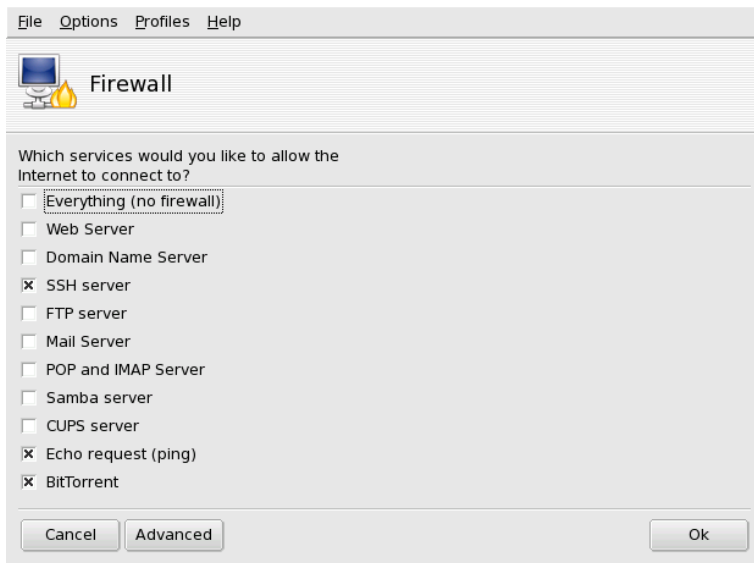 File Options Profiles Help
Firewall
Which services would you like to allow the
Internet to connect to?
Everything (no firewall)
Web Server
Domain Name Server
SSH server
FTP server
Mail Server
POP and IMAP Server
Samba server
CUPS server
Echo request (ping)
BitTorrent
Cancel Advanced Ok